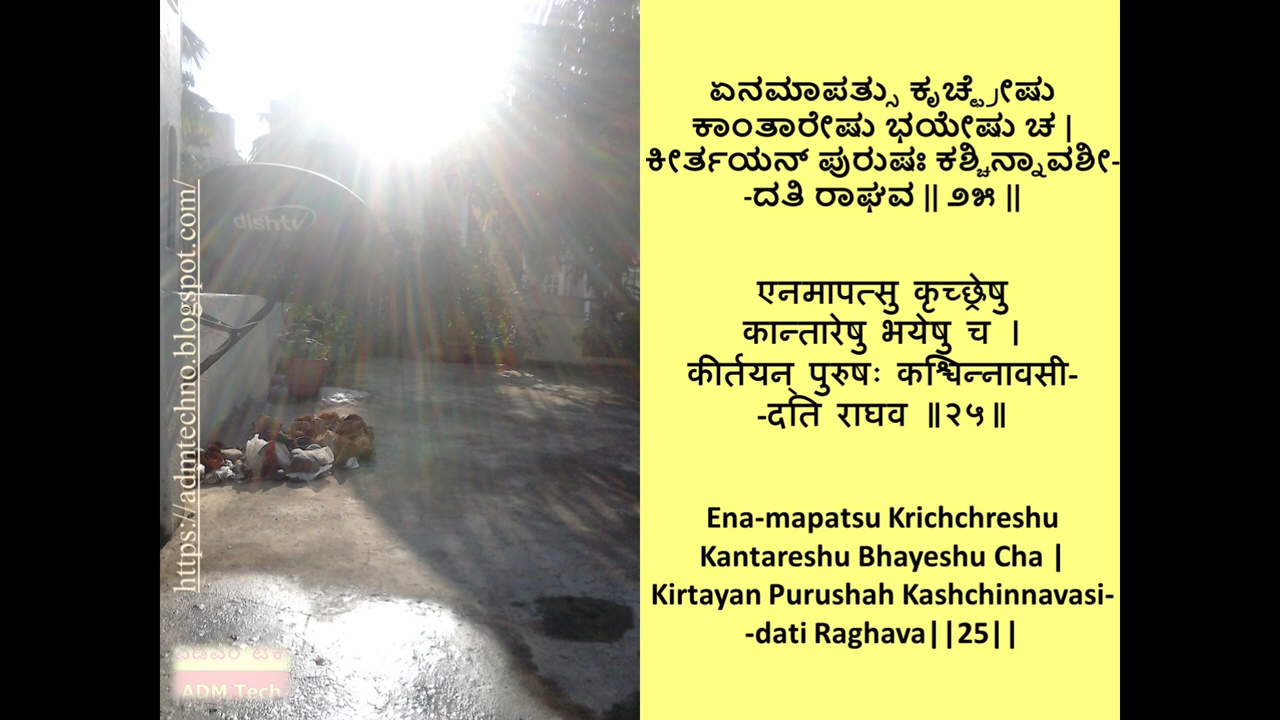 dishtv
https://admtechno.blogspot.com/
ಎಡಿಎಂ ಟೆಕ್
ADM Tech
ಏನಮಾಪತ್ಸು ಕೃಚ್ಛ್ರೇಷು
ಕಾಂತಾರೇಷು ಭಯೇಷು ಚ |
ಕೀರ್ತಯನ್ ಪುರುಷಃ ಕಶ್ಚಿನ್ನಾವಶೀ-
-ದತಿ ರಾಘವ || ೨೫ ||
एनमापत्सु कृच्छ्रेषु
कान्तारेषु भयेषु च ।
कीर्तयन् पुरुषः कश्चिन्नावसी-
-दति राघव ॥२५॥
Ena-mapatsu Krichchreshu
Kantareshu Bhayeshu Cha |
Kirtayan Purushah Kashchinnavasi-
-dati Raghava||25||